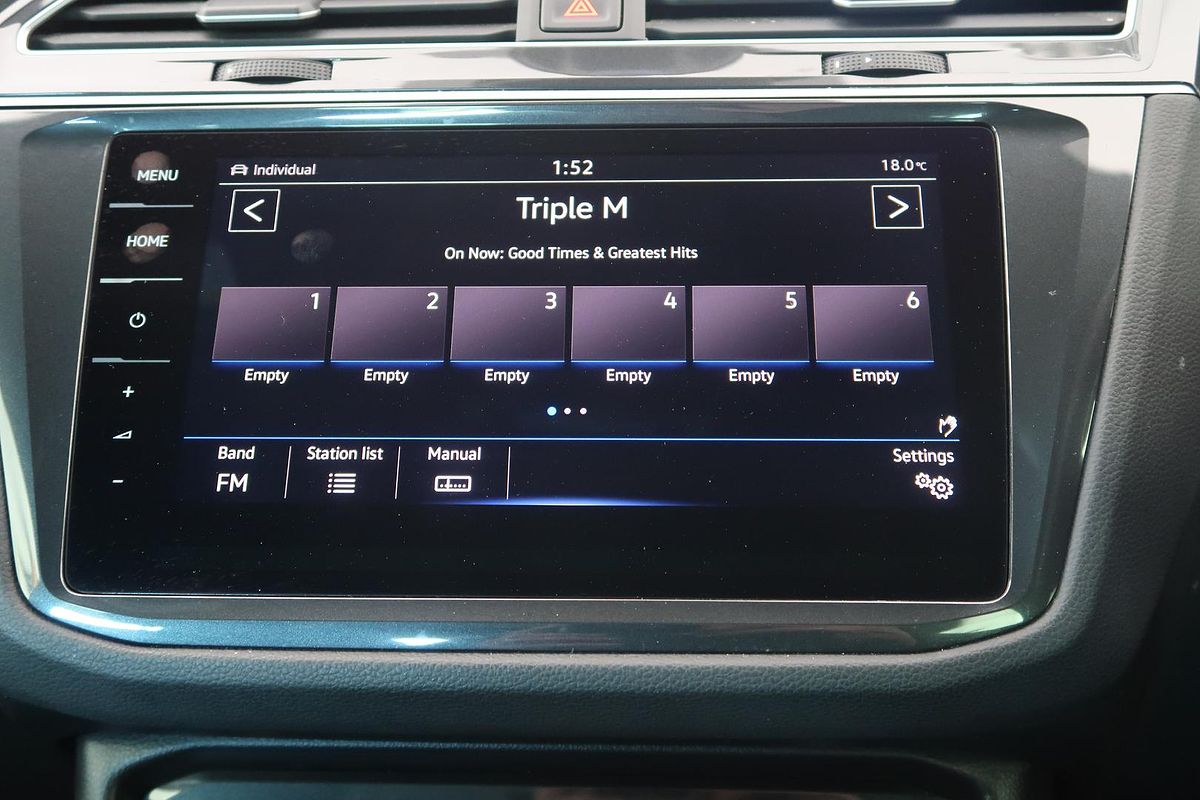 MENU
HOME
+
-
Individual
1:52
18.0°C
<
Triple M
>
On Now: Good Times & Greatest Hits
1
2
3
4
5
6
Empty
Empty
Empty
Empty
Empty
Empty
Band
Station list
Manual
Settings
FM